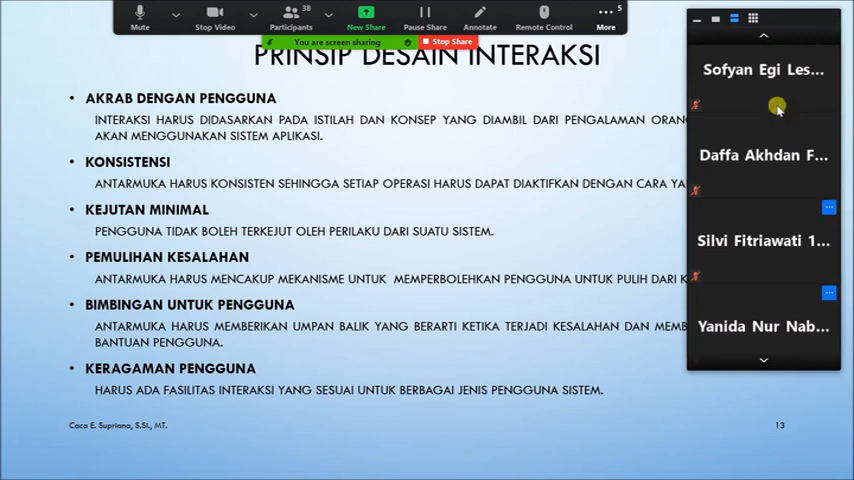 Mute
Stop Video
Participants
38
New Share
Pause Share
Annotate
Remote Control
More
5
You are screen sharing
Stop Share
PRINSIP DESAIN INTERAKSI
• AKRAB DENGAN PENGGUNA
INTERAKSI HARUS DIDASARKAN PADA ISTILAH DAN KONSEP YANG DIAMBIL DARI PENGALAMAN
AKAN MENGGUNAKAN SISTEM APLIKASI.
• KONSISTENSI
ANTARMUKA HARUS KONSISTEN SEHINGGA SETIAP OPERASI HARUS DAPAT DIAKTIFKAN DENGAN CARA
• KEJUTAN MINIMAL
PENGGUNA TIDAK BOLEH TERKEJUT OLEH PERILAKU DARI SUATU SISTEM.
• PEMULIHAN KESALAHAN
ANTARMUKA HARUS MENCAKUP MEKANISME UNTUK MEMPERBOLEHKAN PENGGUNA UNTUK PULIH DARI
• BIMBINGAN UNTUK PENGGUNA
ANTARMUKA HARUS MEMBERIKAN UMPAN BALIK YANG BERARTI KETIKA TERJADI KESALAHAN DAN
BANTUAN PENGGUNA.
• KERAGAMAN PENGGUNA
HARUS ADA FASILITAS INTERAKSI YANG SESUAI UNTUK BERBAGAI JENIS PENGGUNA SISTEM.
Caca E. Supriana, S.Si., MT.
13
Sofyan Egi Les...
Daffa Akhdan F...
Silvi Fitriawati 1...
Yanida Nur Nab...